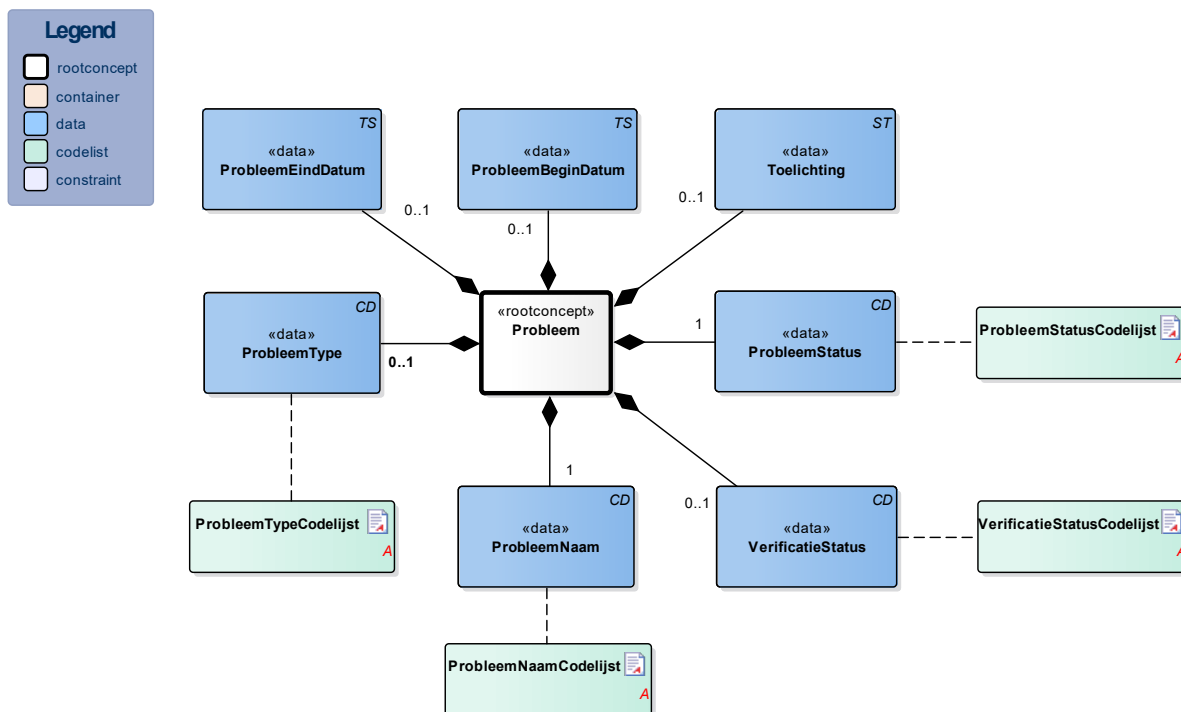 Legend
rootconcept
container
data
codelist
constraint
TS
«data»
ProbleemEindDatum
0..1
TS
«data»
ProbleemBeginDatum
0..1
ST
«data»
Toelichting
0..1
CD
«data»
ProbleemType
0..1
«rootconcept»
Probleem
CD
«data»
ProbleemStatus
1
ProbleemStatusCodelijst
A
ProbleemTypeCodelijst
A
CD
«data»
ProbleemNaam
1
CD
«data»
VerificatieStatus
0..1
VerificatieStatusCodelijst
A
ProbleemNaamCodelijst
A